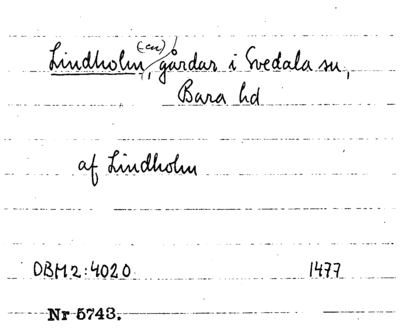 Lindholm(en), gårdar i Svedala sn,
Bara hd
af Lindholm
DBM2:4020 1477
Nr 5743.